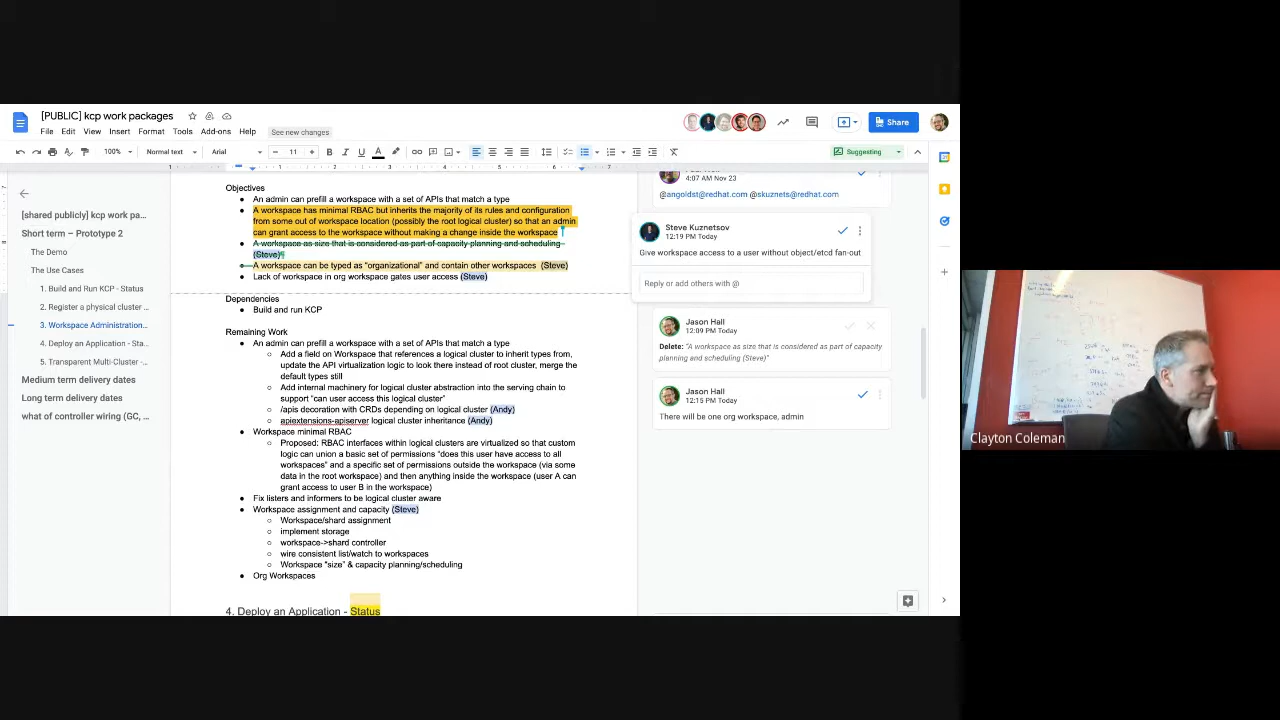 [PUBLIC] kcp work packages
File Edit View Insert Format Tools Add-ons Help See new changes
Share
100% Normal text Arial 11 Suggesting
[shared publicly] kcp work pa...
Short term – Prototype 2
The Demo
The Use Cases
1. Build and Run KCP - Status
2. Register a physical cluster ...
3. Workspace Administration...
4. Deploy an Application - Sta...
5. Transparent Multi-Cluster -...
Medium term delivery dates
Long term delivery dates
what of controller wiring (GC, ...
Objectives
An admin can prefill a workspace with a set of APIs that match a type
A workspace has minimal RBAC but inherits the majority of its rules and configuration
from some out of workspace location (possibly the root logical cluster) so that an admin
can grant access to the workspace without making a change inside the workspace
A workspace as size that is considered as part of capacity planning and scheduling
(Steve)
A workspace can be typed as “organizational” and contain other workspaces (Steve)
Lack of workspace in org workspace gates user access (Steve)
Dependencies
Build and run KCP
Remaining Work
An admin can prefill a workspace with a set of APIs that match a type
Add a field on Workspace that references a logical cluster to inherit types from,
update the API virtualization logic to look there instead of root cluster, merge the
default types still
Add internal machinery for logical cluster abstraction into the serving chain to
support “can user access this logical cluster”
/apis decoration with CRDs depending on logical cluster (Andy)
apiextensions-apiserver logical cluster inheritance (Andy)
Workspace minimal RBAC
Proposed: RBAC interfaces within logical clusters are virtualized so that custom
logic can union a basic set of permissions “does this user have access to all
workspaces” and a specific set of permissions outside the workspace (via some
data in the root workspace) and then anything inside the workspace (user A can
grant access to user B in the workspace)
Fix listers and informers to be logical cluster aware
Workspace assignment and capacity (Steve)
Workspace/shard assignment
implement storage
workspace->shard controller
wire consistent list/watch to workspaces
Workspace “size” & capacity planning/scheduling
Org Workspaces
4. Deploy an Application - Status
4:07 AM Nov 23
@angoldst@redhat.com @skuznets@redhat.com
Steve Kuznetsov
12:19 PM Today
Give workspace access to a user without object/etcd fan-out
Reply or add others with @
Jason Hall
12:09 PM Today
Delete: “A workspace as size that is considered as part of capacity
planning and scheduling (Steve)”
Jason Hall
12:15 PM Today
There will be one org workspace, admin
Clayton Coleman